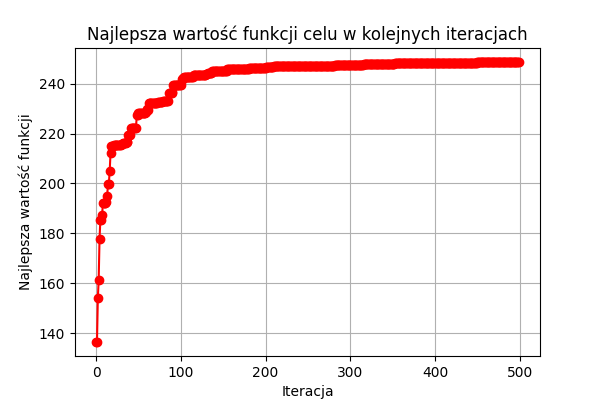 Najlepsza wartość funkcji celu w kolejnych iteracjach
Najlepsza wartość funkcji
240
220
200
180
160
140
0 100 200 300 400 500
Iteracja